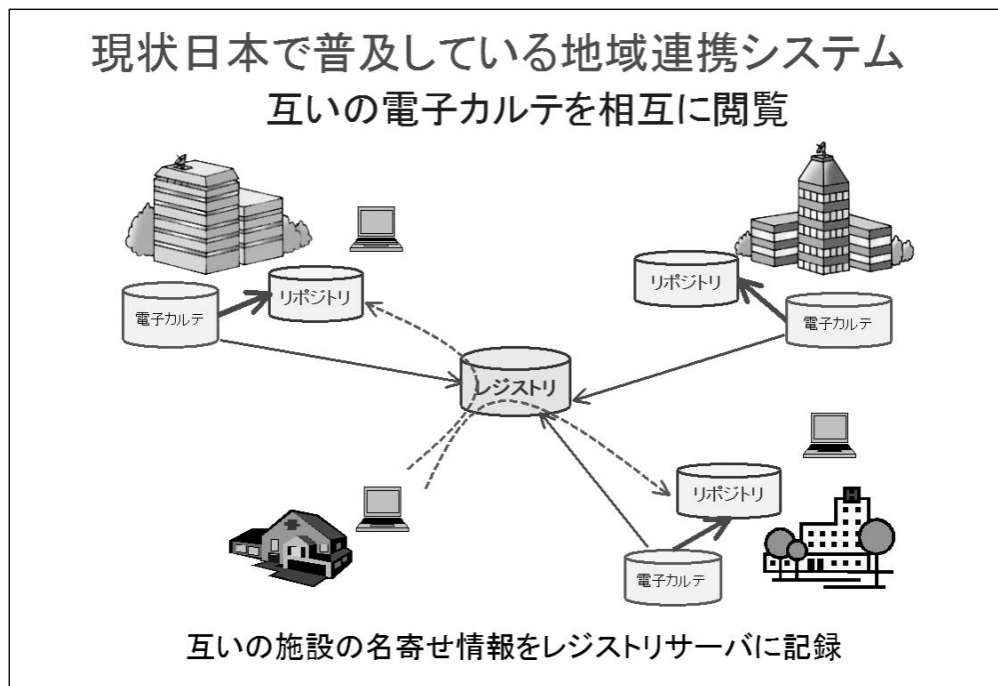 現状日本で普及している地域連携システム
互いの電子カルテを相互に閲覧
リポジトリ
電子カルテ
リポジトリ
電子カルテ
レジストリ
リポジトリ
電子カルテ
H
互いの施設の名寄せ情報をレジストリサーバに記録